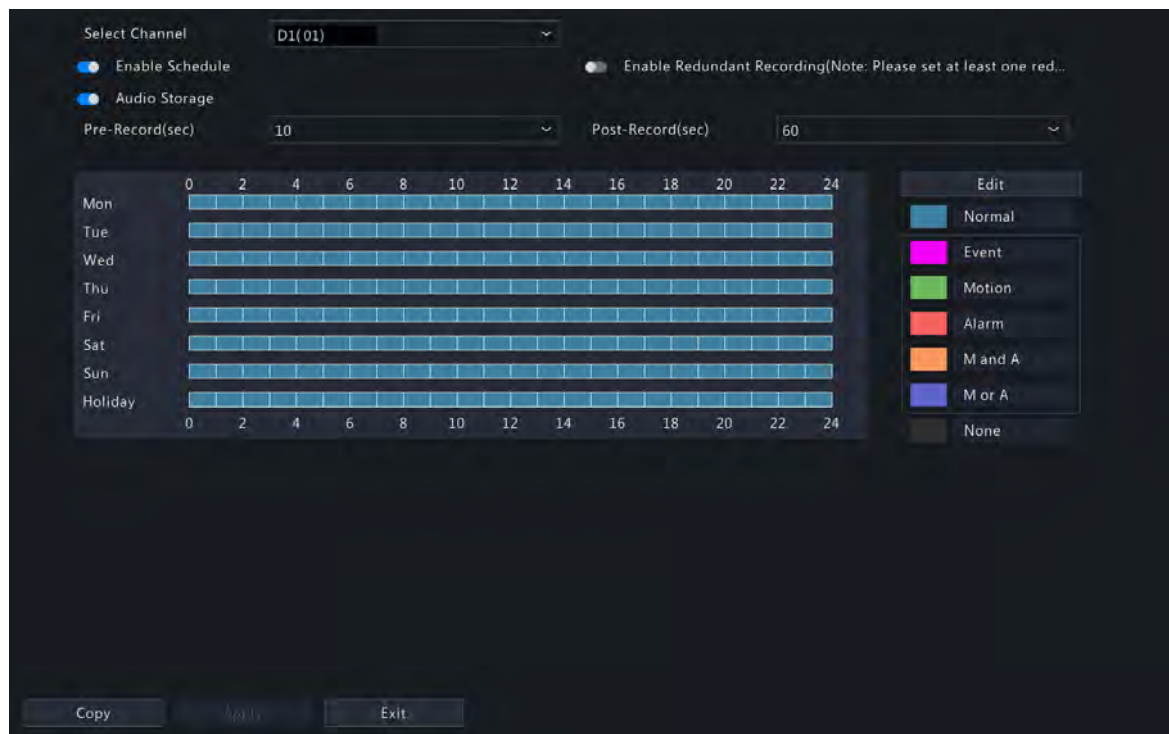 Select Channel D1(01)
Enable Schedule Enable Redundant Recording(Note: Please set at least one red...
Audio Storage
Pre-Record(sec) 10 Post-Record(sec) 60
0 2 4 6 8 10 12 14 16 18 20 22 24 Edit
Mon
Normal
Tue
Wed Event
Thu Motion
Fri Alarm
Sat
M and A
Sun
Holiday M or A
0 2 4 6 8 10 12 14 16 18 20 22 24 None
Copy Apply Exit